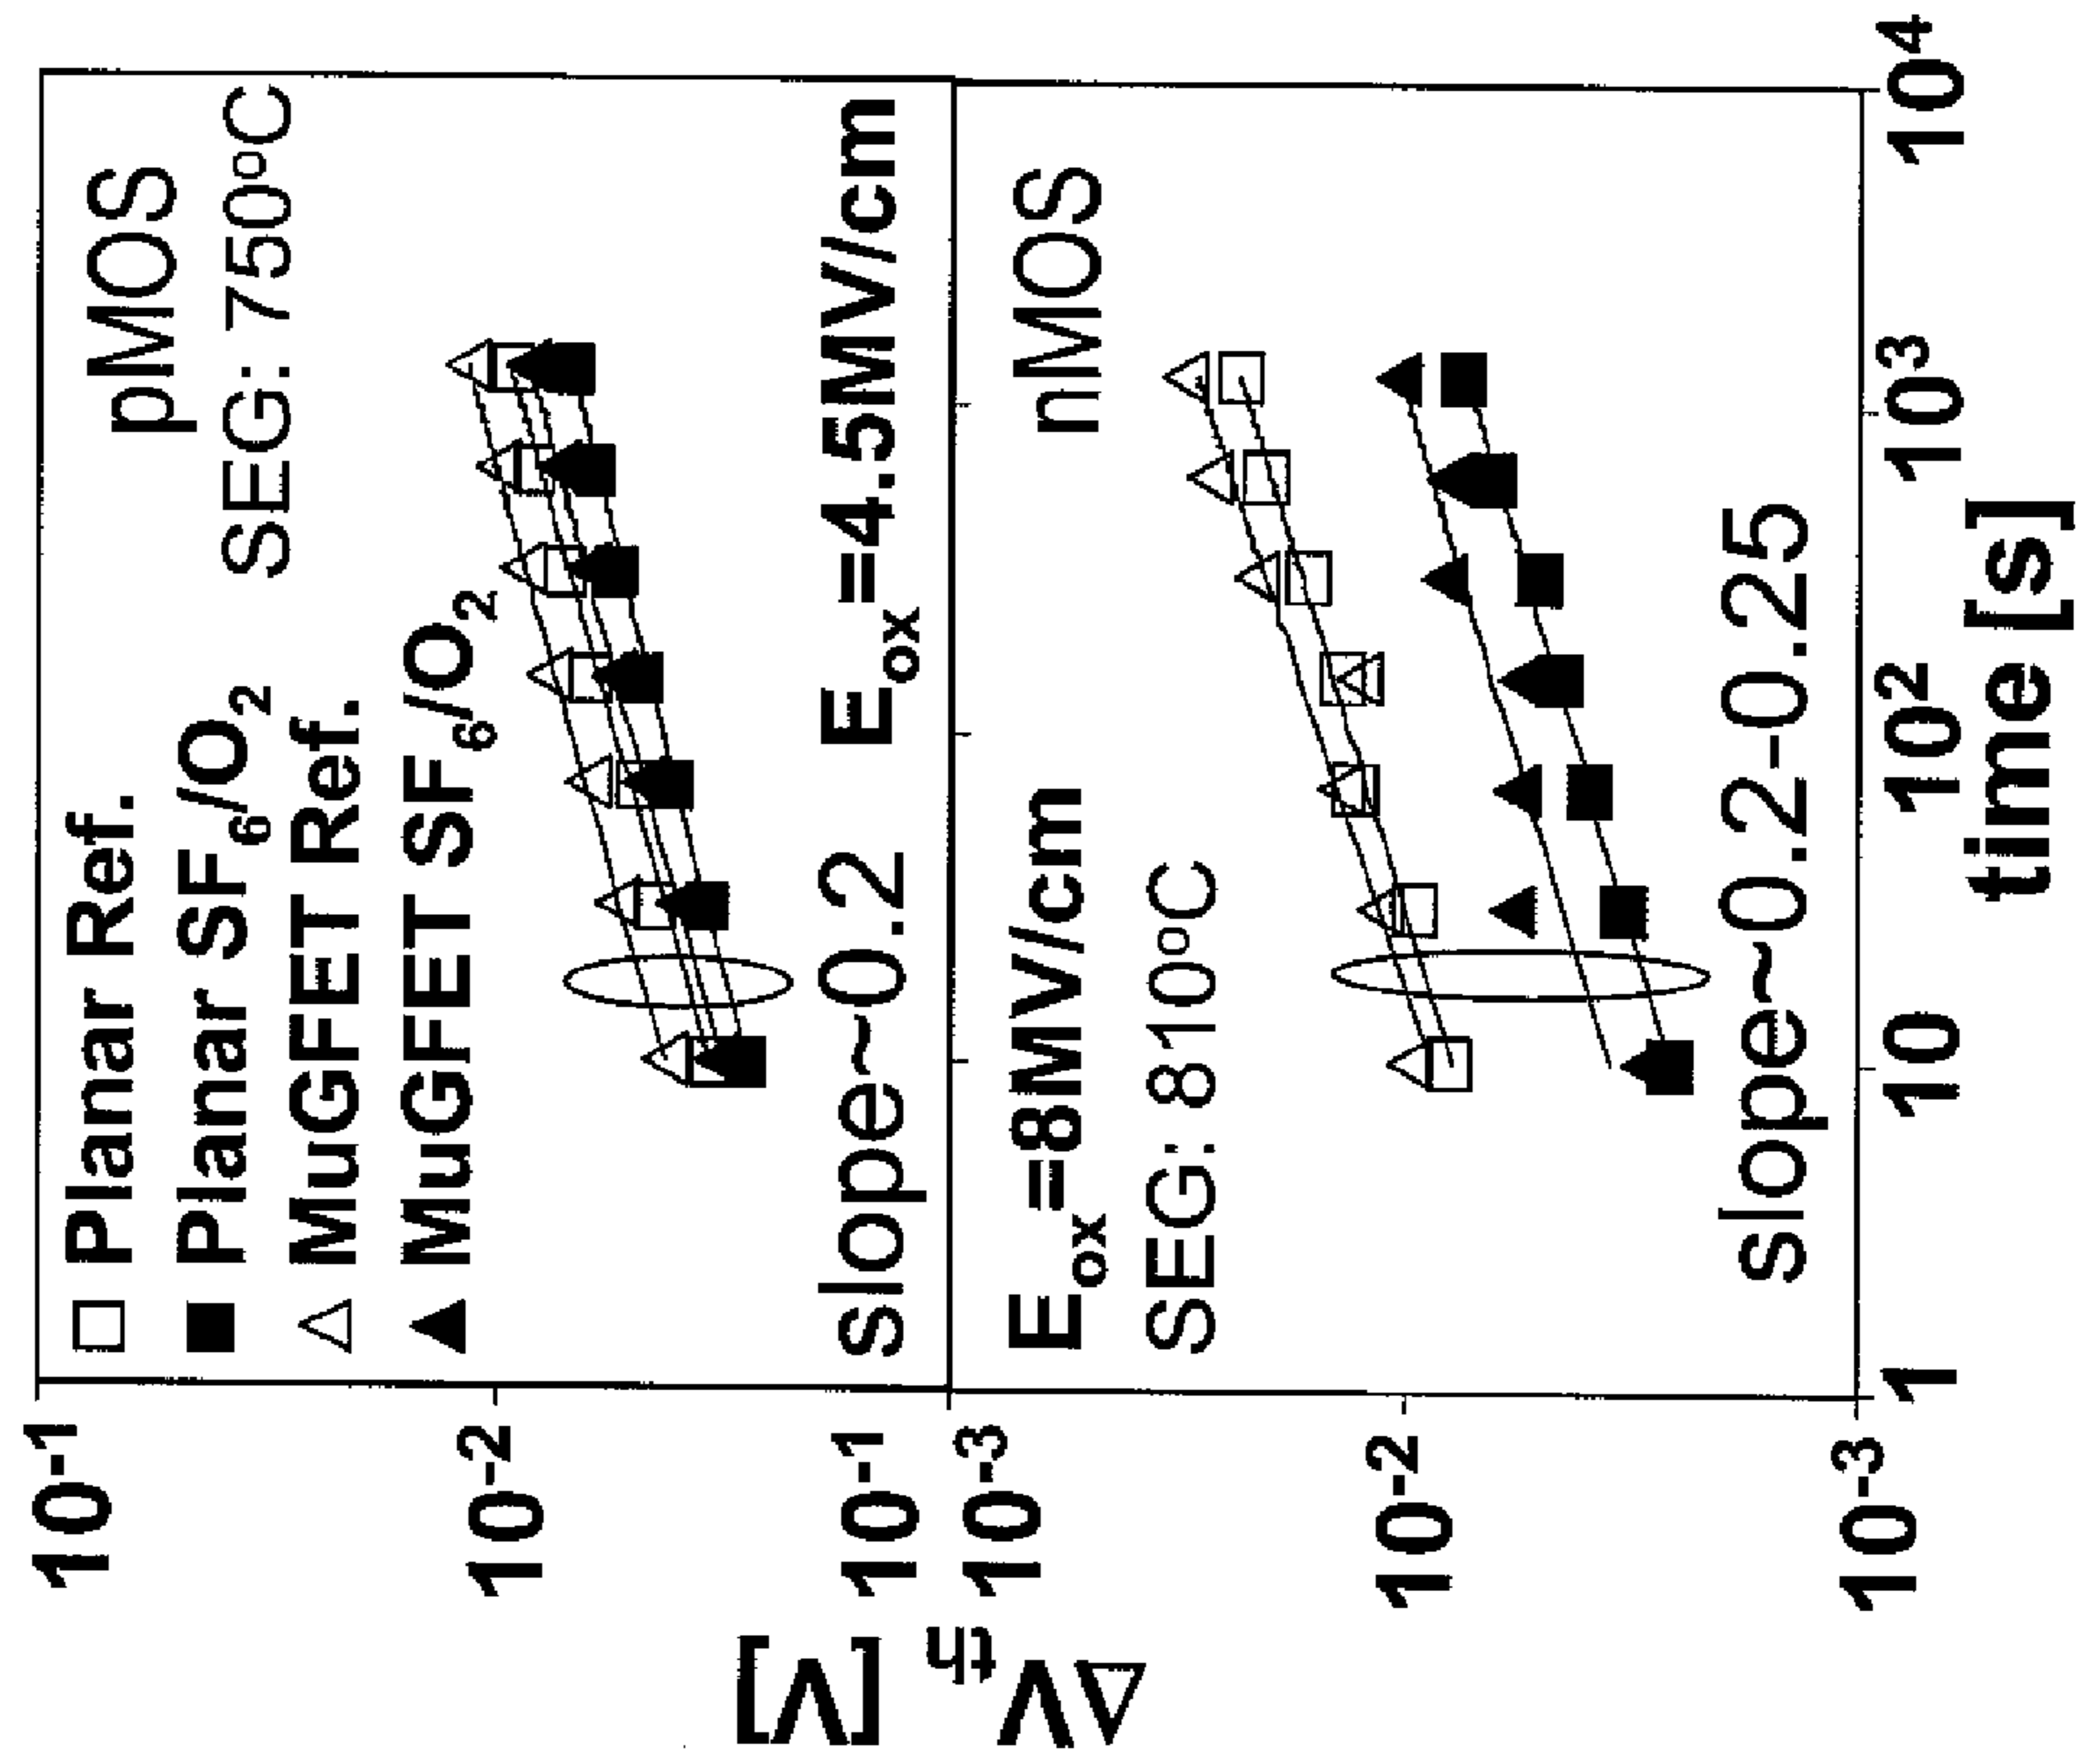 Planar Ref.
Planar SF6/O2
MuGFET Ref.
MuGFET SF6/O2
pMOS
SEG: 750ºC
slope~0.2
Eox=4.5MV/cm
Eox=8MV/cm
SEG: 810ºC
nMOS
slope~0.2-0.25
10-1
10-2
10-1
10-3
10-2
10-3
ΔVth [V]
1
10
102
103
104
time [s]